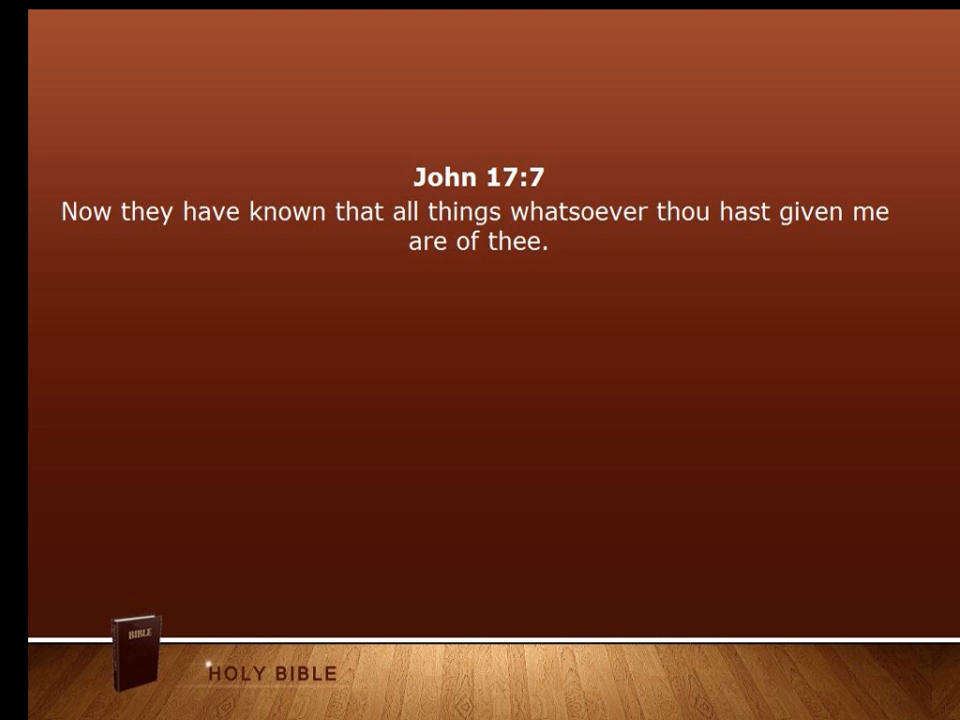 John 17:7
Now they have known that all things whatsoever thou hast given me
are of thee.
BIBLE
HOLY BIBLE